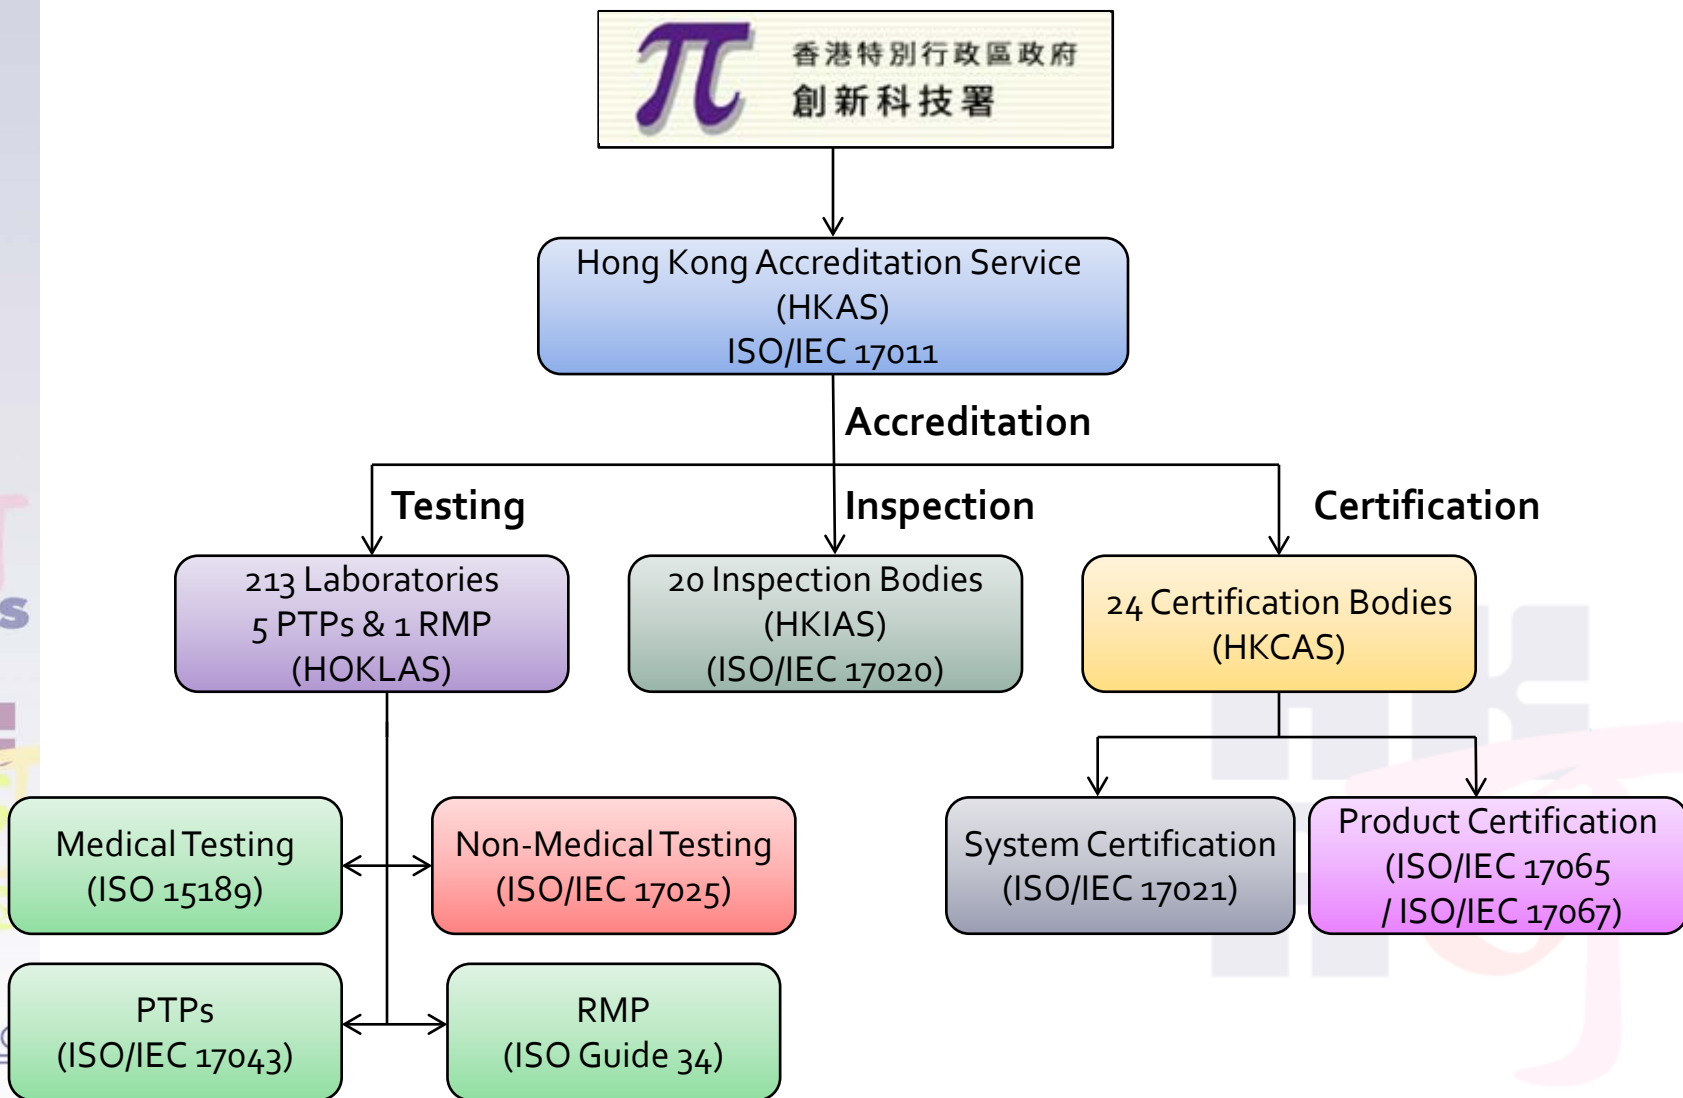 香港特別行政區政府
創新科技署
Hong Kong Accreditation Service
(HKAS)
ISO/IEC 17011
Accreditation
Testing
Inspection
Certification
213 Laboratories
5 PTPs & 1 RMP
(HOKLAS)
20 Inspection Bodies
(HKIAS)
(ISO/IEC 17020)
24 Certification Bodies
(HKCAS)
Medical Testing
(ISO 15189)
Non-Medical Testing
(ISO/IEC 17025)
System Certification
(ISO/IEC 17021)
Product Certification
(ISO/IEC 17065
/ ISO/IEC 17067)
PTPs
(ISO/IEC 17043)
RMP
(ISO Guide 34)